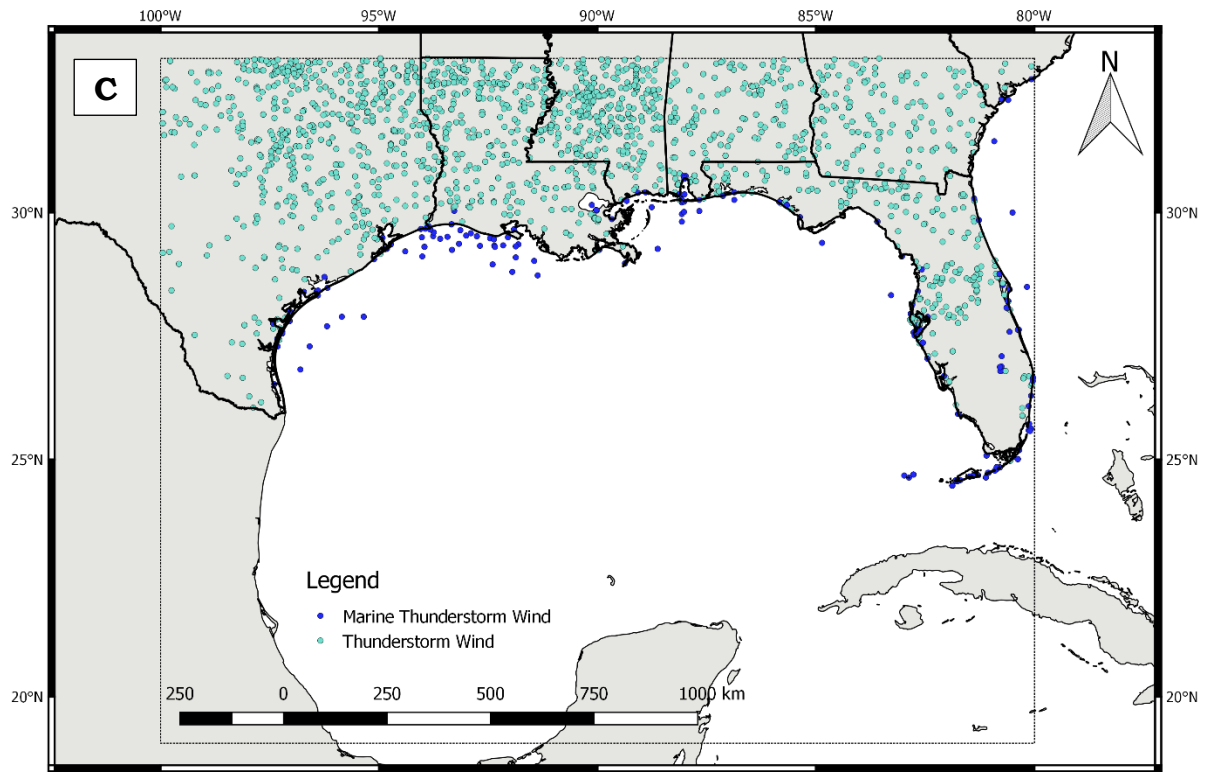 100°W 95°W 90°W 85°W 80°W
C
N
30°N 30°N
25°N 25°N
Legend
Marine Thunderstorm Wind
Thunderstorm Wind
250 0 250 500 750 1000 km
20°N 20°N